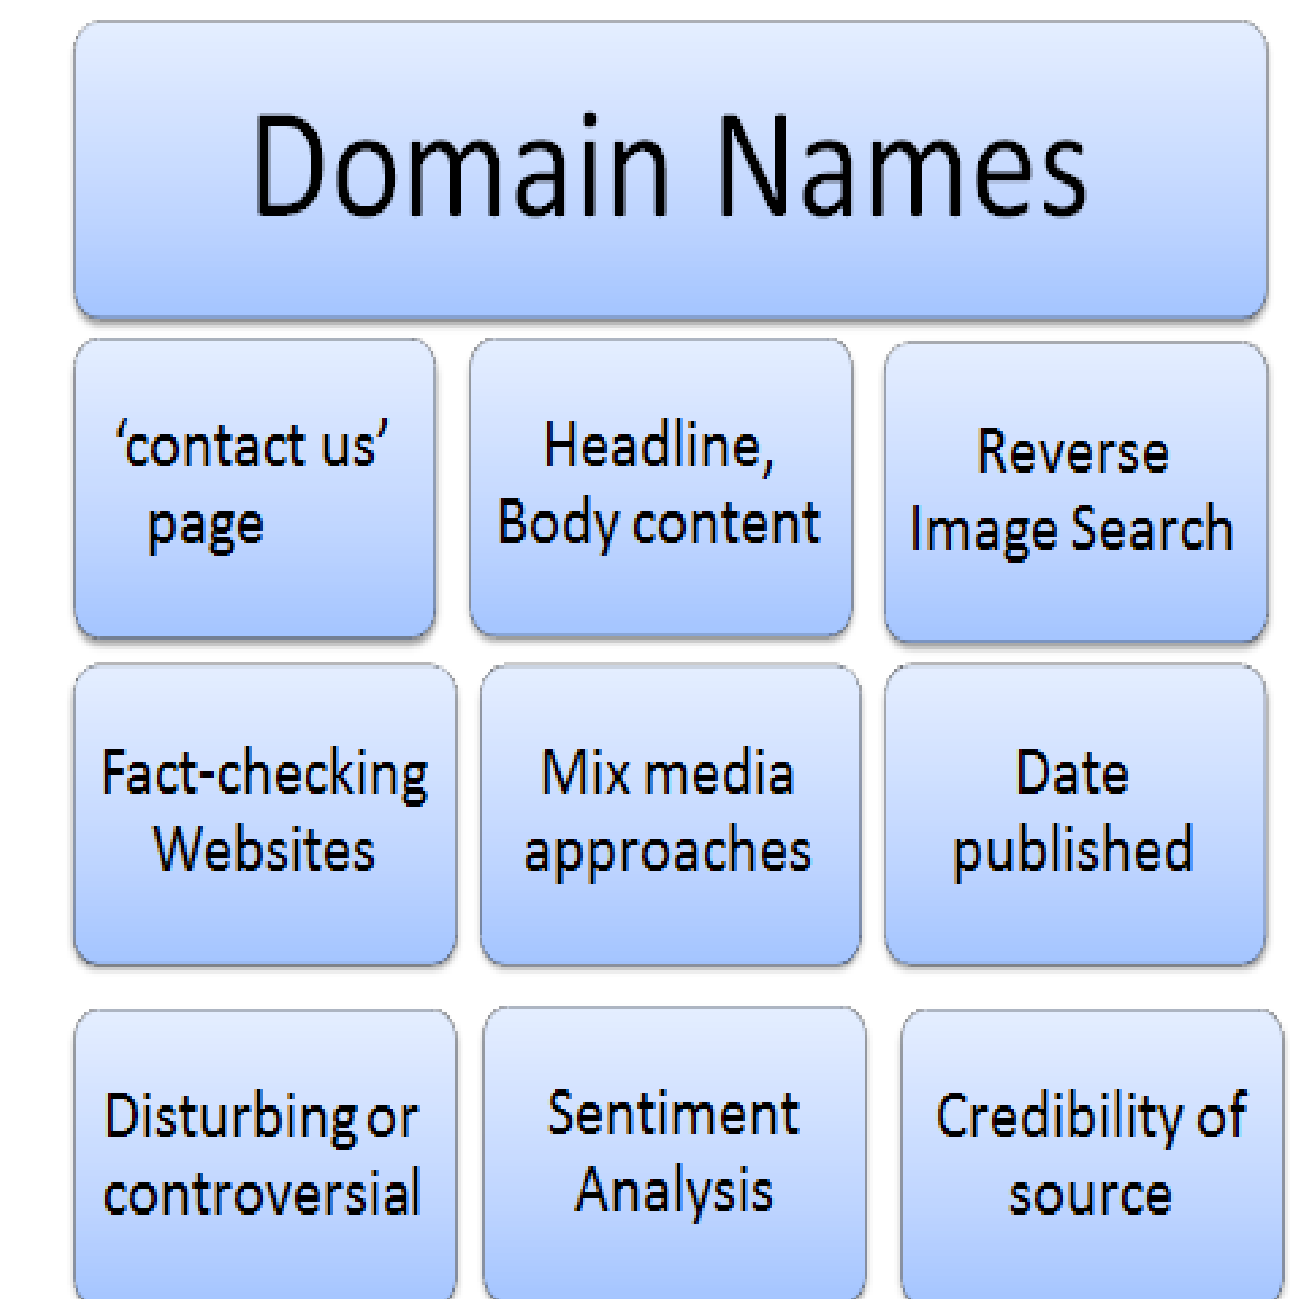 Domain Names
‘contact us’
page
Headline,
Body content
Reverse
Image Search
Fact-checking
Websites
Mix media
approaches
Date
published
Disturbing or
controversial
Sentiment
Analysis
Credibility of
source